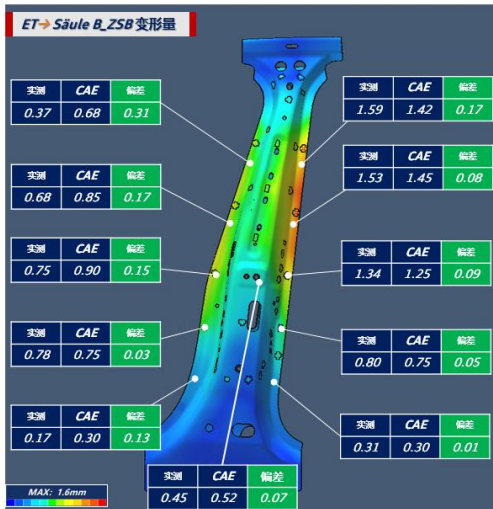 ET→ Säule B_ZSB 变形量
实测 CAE 偏差
0.37 0.68 0.31
实测 CAE 偏差
1.59 1.42 0.17
实测 CAE 偏差
0.68 0.85 0.17
实测 CAE 偏差
1.53 1.45 0.08
实测 CAE 偏差
0.75 0.90 0.15
实测 CAE 偏差
1.34 1.25 0.09
实测 CAE 偏差
0.78 0.75 0.03
实测 CAE 偏差
0.80 0.75 0.05
实测 CAE 偏差
0.17 0.30 0.13
实测 CAE 偏差
0.31 0.30 0.01
实测 CAE 偏差
0.45 0.52 0.07
MAX: 1.6mm